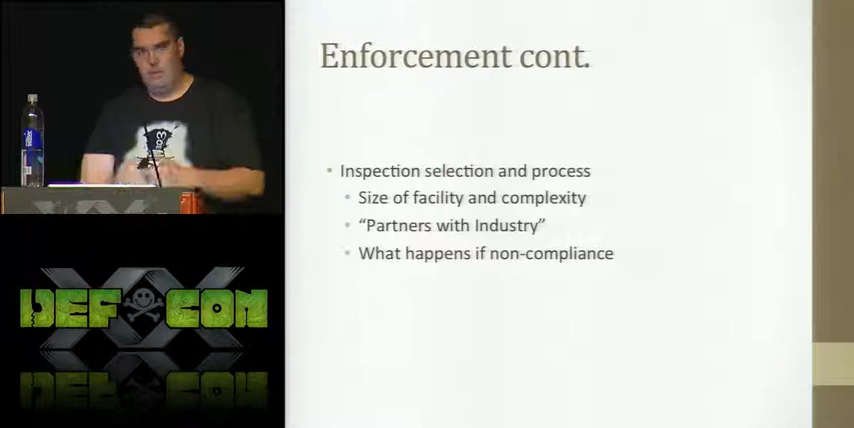 Enforcement cont.
• Inspection selection and process
• Size of facility and complexity
• “Partners with Industry”
• What happens if non-compliance
DEF CON
XX